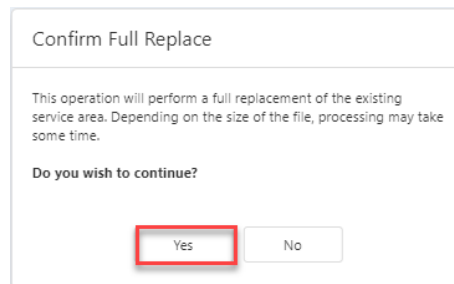 Confirm Full Replace
This operation will perform a full replacement of the existing
service area. Depending on the size of the file, processing may take
some time.
Do you wish to continue?
Yes No